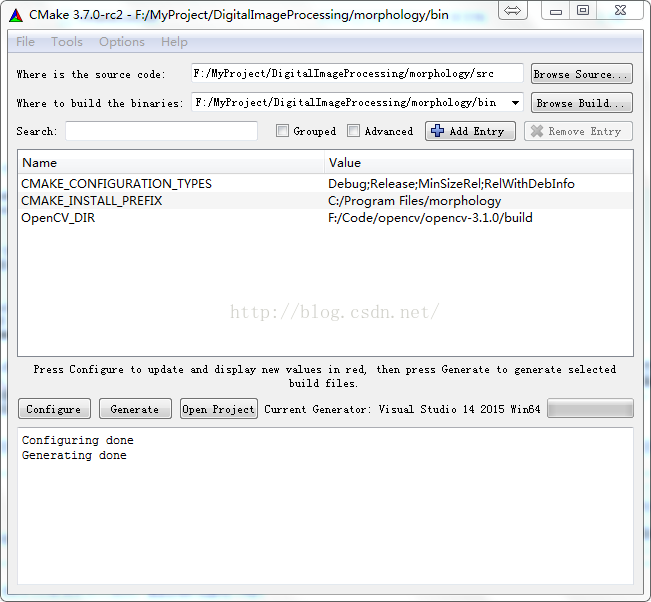 CMake 3.7.0-rc2 - F:/MyProject/DigitalImageProcessing/morphology/bin
File Tools Options Help
Where is the source code: F:/MyProject/DigitalImageProcessing/morphology/src Browse Source...
Where to build the binaries: F:/MyProject/DigitalImageProcessing/morphology/bin Browse Build...
Search: Grouped Advanced Add Entry Remove Entry
Name Value
CMAKE_CONFIGURATION_TYPES Debug;Release;MinSizeRel;RelWithDebInfo
CMAKE_INSTALL_PREFIX C:/Program Files/morphology
OpenCV_DIR F:/Code/opencv/opencv-3.1.0/build
http://blog.csdn.net/
Press Configure to update and display new values in red, then press Generate to generate selected
build files.
Configure Generate Open Project Current Generator: Visual Studio 14 2015 Win64
Configuring done
Generating done